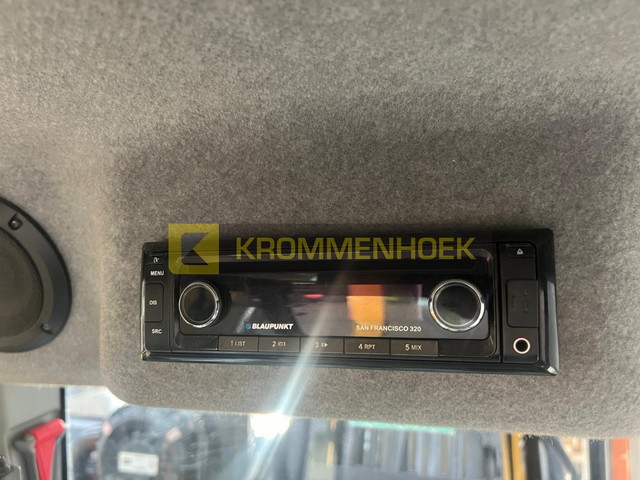 KROMMENHOEK
MENU
DIS
SRC
BLAUPUNKT
SAN FRANCISCO 320
1 LIST
2
3
4 RPT
5 MIX